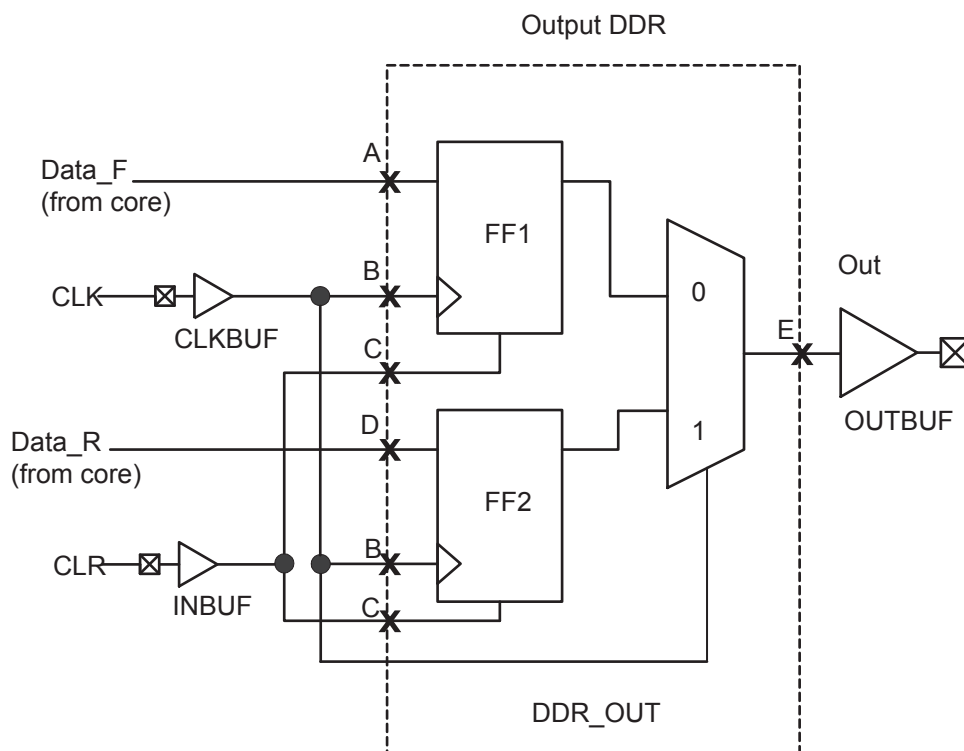 Output DDR
A
Data_F
(from core)
FF1
B
CLK
CLKBUF
0
Out
C
E
D
1
OUTBUF
Data_R
(from core)
FF2
B
CLR
INBUF
C
DDR_OUT